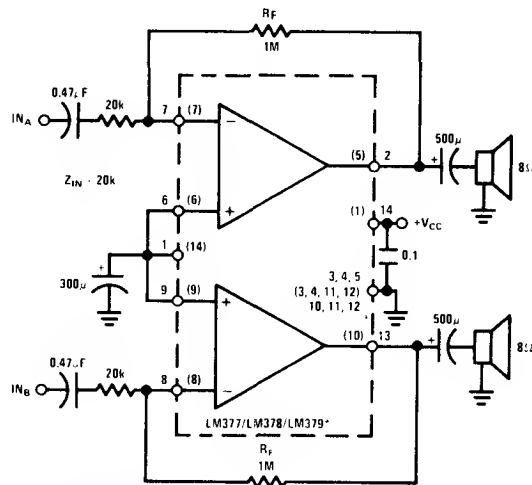 RF
1M
0.47μF
20k
INA
7
(7)
−
(5)
2
+
500μ
8Ω
ZIN · 20k
6
(6)
+
(1)
14
+VCC
1
(14)
0.1
+
300μ
3, 4, 5
(3, 4, 11, 12)
10, 11, 12
9
(9)
+
500μ
(10)
13
+
8Ω
0.47μF
20k
INB
8
(8)
−
LM377/LM378/LM379*
RF
1M